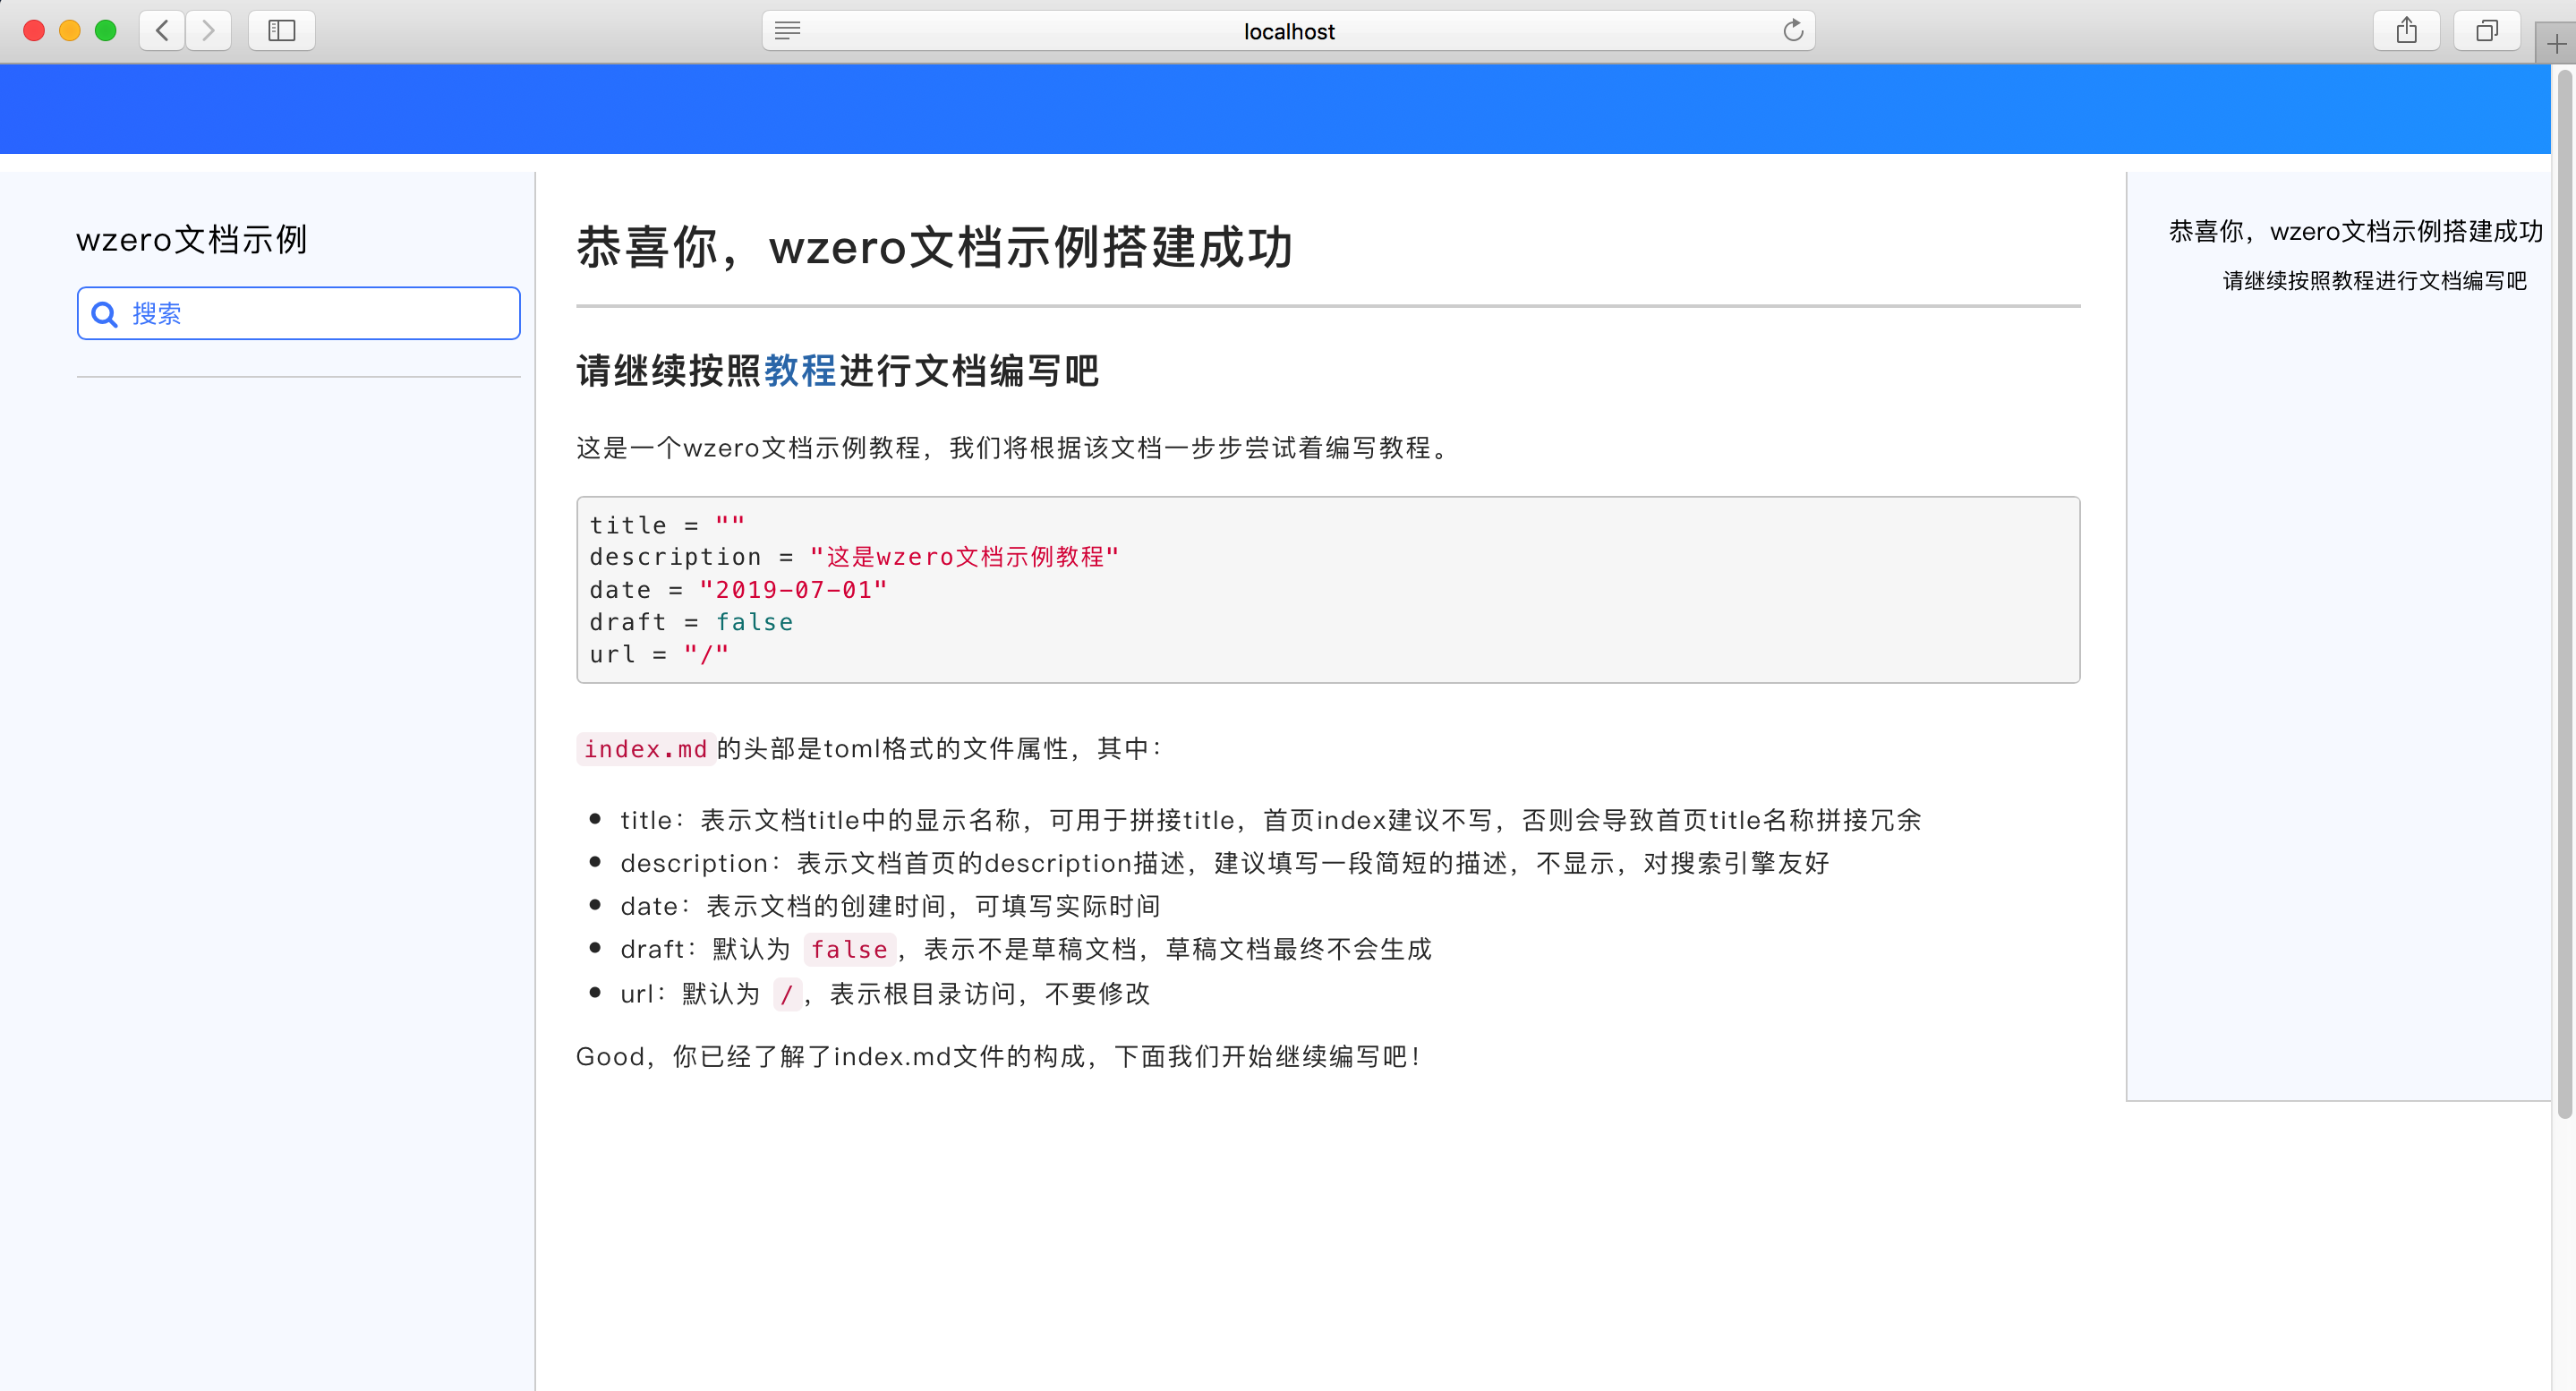 localhost
wzero文档示例
搜索
恭喜你，wzero文档示例搭建成功
请继续按照教程进行文档编写吧
这是一个wzero文档示例教程，我们将根据该文档一步步尝试着编写教程。
title = ""
description = "这是wzero文档示例教程"
date = "2019-07-01"
draft = false
url = "/"
index.md的头部是toml格式的文件属性，其中：
title：表示文档title中的显示名称，可用于拼接title，首页index建议不写，否则会导致首页title名称拼接冗余
description：表示文档首页的description描述，建议填写一段简短的描述，不显示，对搜索引擎友好
date：表示文档的创建时间，可填写实际时间
draft：默认为 false，表示不是草稿文档，草稿文档最终不会生成
url：默认为 /，表示根目录访问，不要修改
Good，你已经了解了index.md文件的构成，下面我们开始继续编写吧！
恭喜你，wzero文档示例搭建成功
请继续按照教程进行文档编写吧